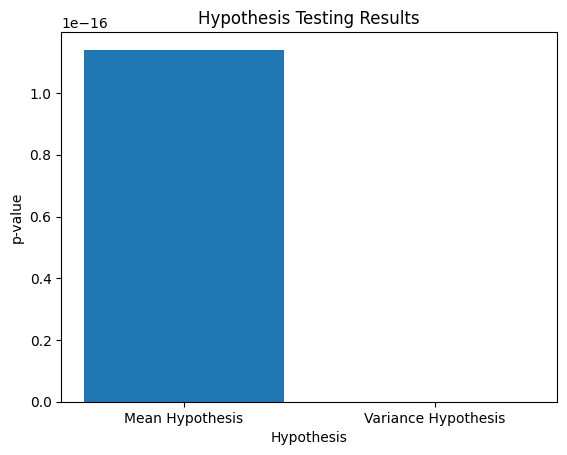 Hypothesis Testing Results
1e−16
1.0
0.8
0.6
0.4
0.2
0.0
p-value
Mean Hypothesis
Variance Hypothesis
Hypothesis